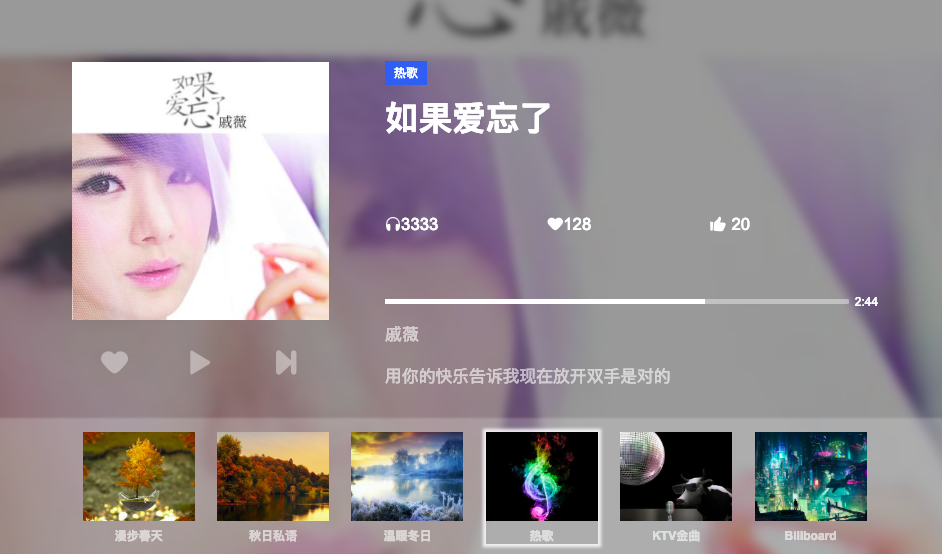 戚薇
热歌
如果
爱忘了
戚薇
如果爱忘了
3333
128
20
2:44
戚薇
用你的快乐告诉我现在放开双手是对的
漫步春天
秋日私语
温暖冬日
热歌
KTV金曲
Billboard